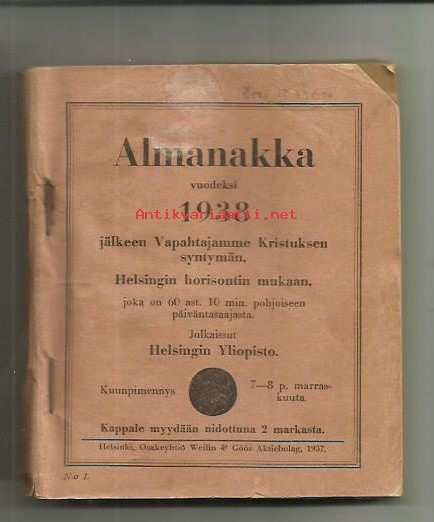 Almanakka
vuodeksi
1938
Antikvariaatti.net
jälkeen Vapahtajamme Kristuksen
syntymän,
Helsingin horisontin mukaan,
joka on 60 ast. 10 min. pohjoiseen
päiväntasaajasta.
Julkaissut
Helsingin Yliopisto.
Kuunpimennys
7—8 p. marras-
kuuta
Kappale myydään nidottuna 2 markasta.
Helsinki, Osakeyhtiö Weilin & Göös Aktiebolag, 1937.
No 1.